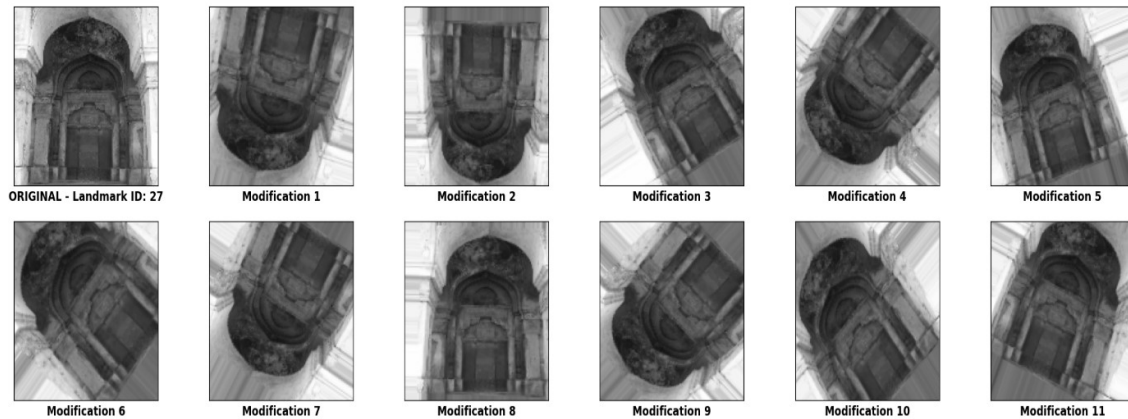 ORIGINAL - Landmark ID: 27
Modification 1
Modification 2
Modification 3
Modification 4
Modification 5
Modification 6
Modification 7
Modification 8
Modification 9
Modification 10
Modification 11